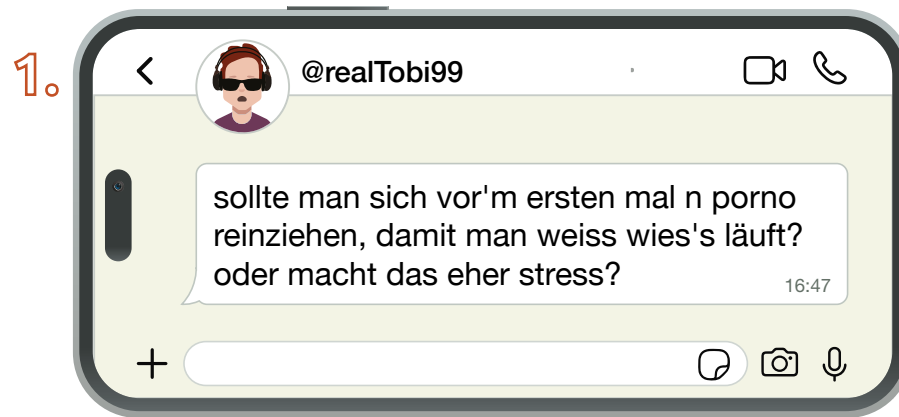 1.
@realTobi99
sollte man sich vor'm ersten mal n porno
reinziehen, damit man weiss wies's läuft?
oder macht das eher stress?
16:47